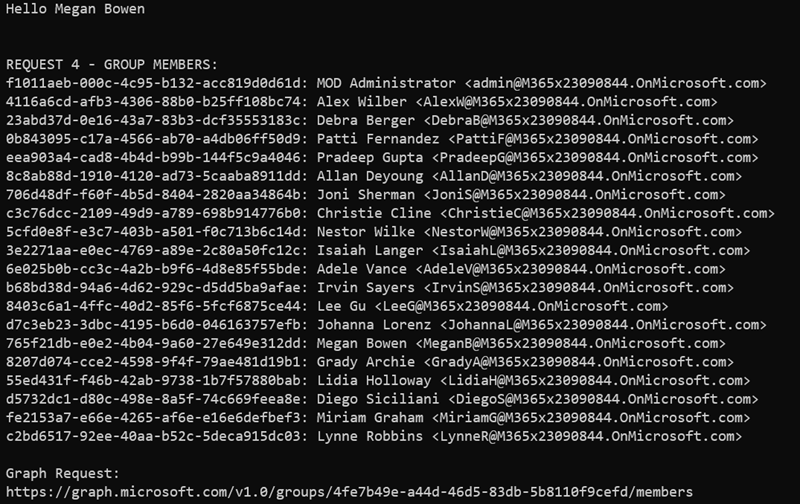 Hello Megan Bowen
REQUEST 4 - GROUP MEMBERS:
f1011aeb-000c-4c95-b132-acc819d0d61d: MOD Administrator <admin@M365x23090844.OnMicrosoft.com>
4116a6cd-afb3-4306-88b0-b25ff108bc74: Alex Wilber <AlexW@M365x23090844.OnMicrosoft.com>
23abd37d-0e16-43a7-83b3-dcf35553183c: Debra Berger <DebraB@M365x23090844.OnMicrosoft.com>
0b843095-c17a-4566-ab70-a4db06ff50d9: Patti Fernandez <PattiF@M365x23090844.OnMicrosoft.com>
eea903a4-cad8-4b4d-b99b-144f5c9a4046: Pradeep Gupta <PradeepG@M365x23090844.OnMicrosoft.com>
8c8ab88d-1910-4120-ad73-5caaba8911dd: Allan Deyoung <AllanD@M365x23090844.OnMicrosoft.com>
706d48df-f60f-4b5d-8404-2820aa34864b: Joni Sherman <JoniS@M365x23090844.OnMicrosoft.com>
c3c76dcc-2109-49d9-a789-698b914776b0: Christie Cline <ChristieC@M365x23090844.OnMicrosoft.com>
5cfd0e8f-e3c7-403b-a501-f0c713b6c14d: Nestor Wilke <NestorW@M365x23090844.OnMicrosoft.com>
3e2271aa-e0ec-4769-a89e-2c80a50fc12c: Isaiah Langer <IsaiahL@M365x23090844.OnMicrosoft.com>
6e025b0b-cc3c-4a2b-b9f6-4d8e85f55bde: Adele Vance <AdeleV@M365x23090844.OnMicrosoft.com>
b68bd38d-94a6-4d62-929c-d5dd5ba9afae: Irvin Sayers <IrvinS@M365x23090844.OnMicrosoft.com>
8403c6a1-4ffc-40d2-85f6-5fcf6875ce44: Lee Gu <LeeG@M365x23090844.OnMicrosoft.com>
d7c3eb23-3dbc-4195-b6d0-046163757efb: Johanna Lorenz <JohannaL@M365x23090844.OnMicrosoft.com>
765f21db-e0e2-4b04-9a60-27e649e312dd: Megan Bowen <MeganB@M365x23090844.OnMicrosoft.com>
8207d074-cce2-4598-9f4f-79ae481d19b1: Grady Archie <GradyA@M365x23090844.OnMicrosoft.com>
55ed431f-f46b-42ab-9738-1b7f57880bab: Lidia Holloway <LidiaH@M365x23090844.OnMicrosoft.com>
d5732dc1-d80c-498e-8a5f-74c669feea8e: Diego Siciliani <DiegoS@M365x23090844.OnMicrosoft.com>
fe2153a7-e66e-4265-af6e-e16e6defbef3: Miriam Graham <MiriamG@M365x23090844.OnMicrosoft.com>
c2bd6517-92ee-40aa-b52c-5deca915dc03: Lynne Robbins <LynneR@M365x23090844.OnMicrosoft.com>
Graph Request:
https://graph.microsoft.com/v1.0/groups/4fe7b49e-a44d-46d5-83db-5b8110f9cefd/members